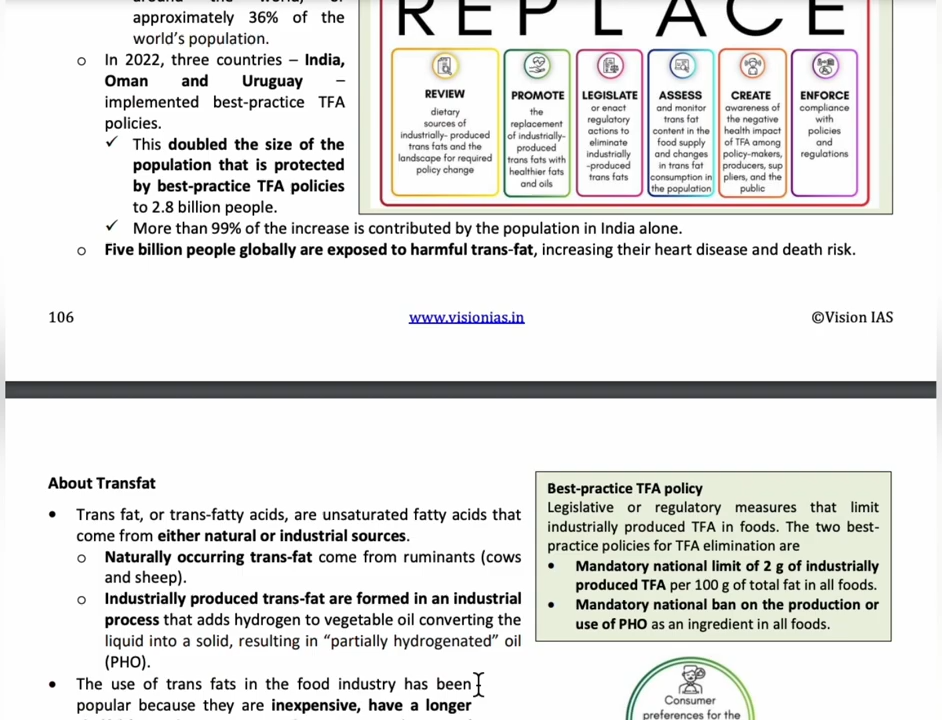 around the world, or
approximately 36% of the
world's population.
o In 2022, three countries – India,
Oman and Uruguay –
implemented best-practice TFA
policies.
✓ This doubled the size of the
population that is protected
by best-practice TFA policies
to 2.8 billion people.
REPLACE
REVIEW
dietary
sources of
industrially- produced
trans fats and the
landscape for required
policy change
PROMOTE
the
replacement
of industrially-
produced
trans fats with
healthier fats
and oils
LEGISLATE
or enact
regulatory
actions to
eliminate
industrially
-produced
trans fats
ASSESS
and monitor
trans fat
content in the
food supply
and changes
in trans fat
consumption in
the population
CREATE
awareness of
the negative
health impact
of TFA among
policy-makers,
producers, sup
pliers, and the
public
ENFORCE
compliance
with
policies
and
regulations
✓ More than 99% of the increase is contributed by the population in India alone.
o Five billion people globally are exposed to harmful trans-fat, increasing their heart disease and death risk.
106
www.visionias.in
©Vision IAS
About Transfat
• Trans fat, or trans-fatty acids, are unsaturated fatty acids that
come from either natural or industrial sources.
o Naturally occurring trans-fat come from ruminants (cows
and sheep).
o Industrially produced trans-fat are formed in an industrial
process that adds hydrogen to vegetable oil converting the
liquid into a solid, resulting in “partially hydrogenated” oil
(PHO).
• The use of trans fats in the food industry has been
popular because they are inexpensive, have a longer
Best-practice TFA policy
Legislative or regulatory measures that limit
industrially produced TFA in foods. The two best-
practice policies for TFA elimination are
• Mandatory national limit of 2 g of industrially
produced TFA per 100 g of total fat in all foods.
• Mandatory national ban on the production or
use of PHO as an ingredient in all foods.
Consumer
preferences for the